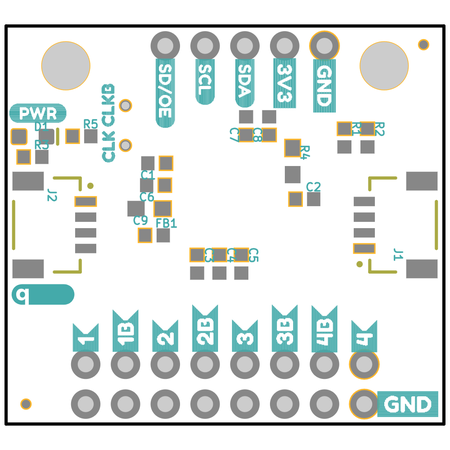 SD/OE SCL SDA 3V3 GND
CLK CLKB
PWR
D1 R5
R3
R1 R2
C7 C8
R4
C1
J2
C2
C6
C9 FB1
C3 C4 C5
J1
q
1 1B 2 2B 3 3B 4B 4
GND